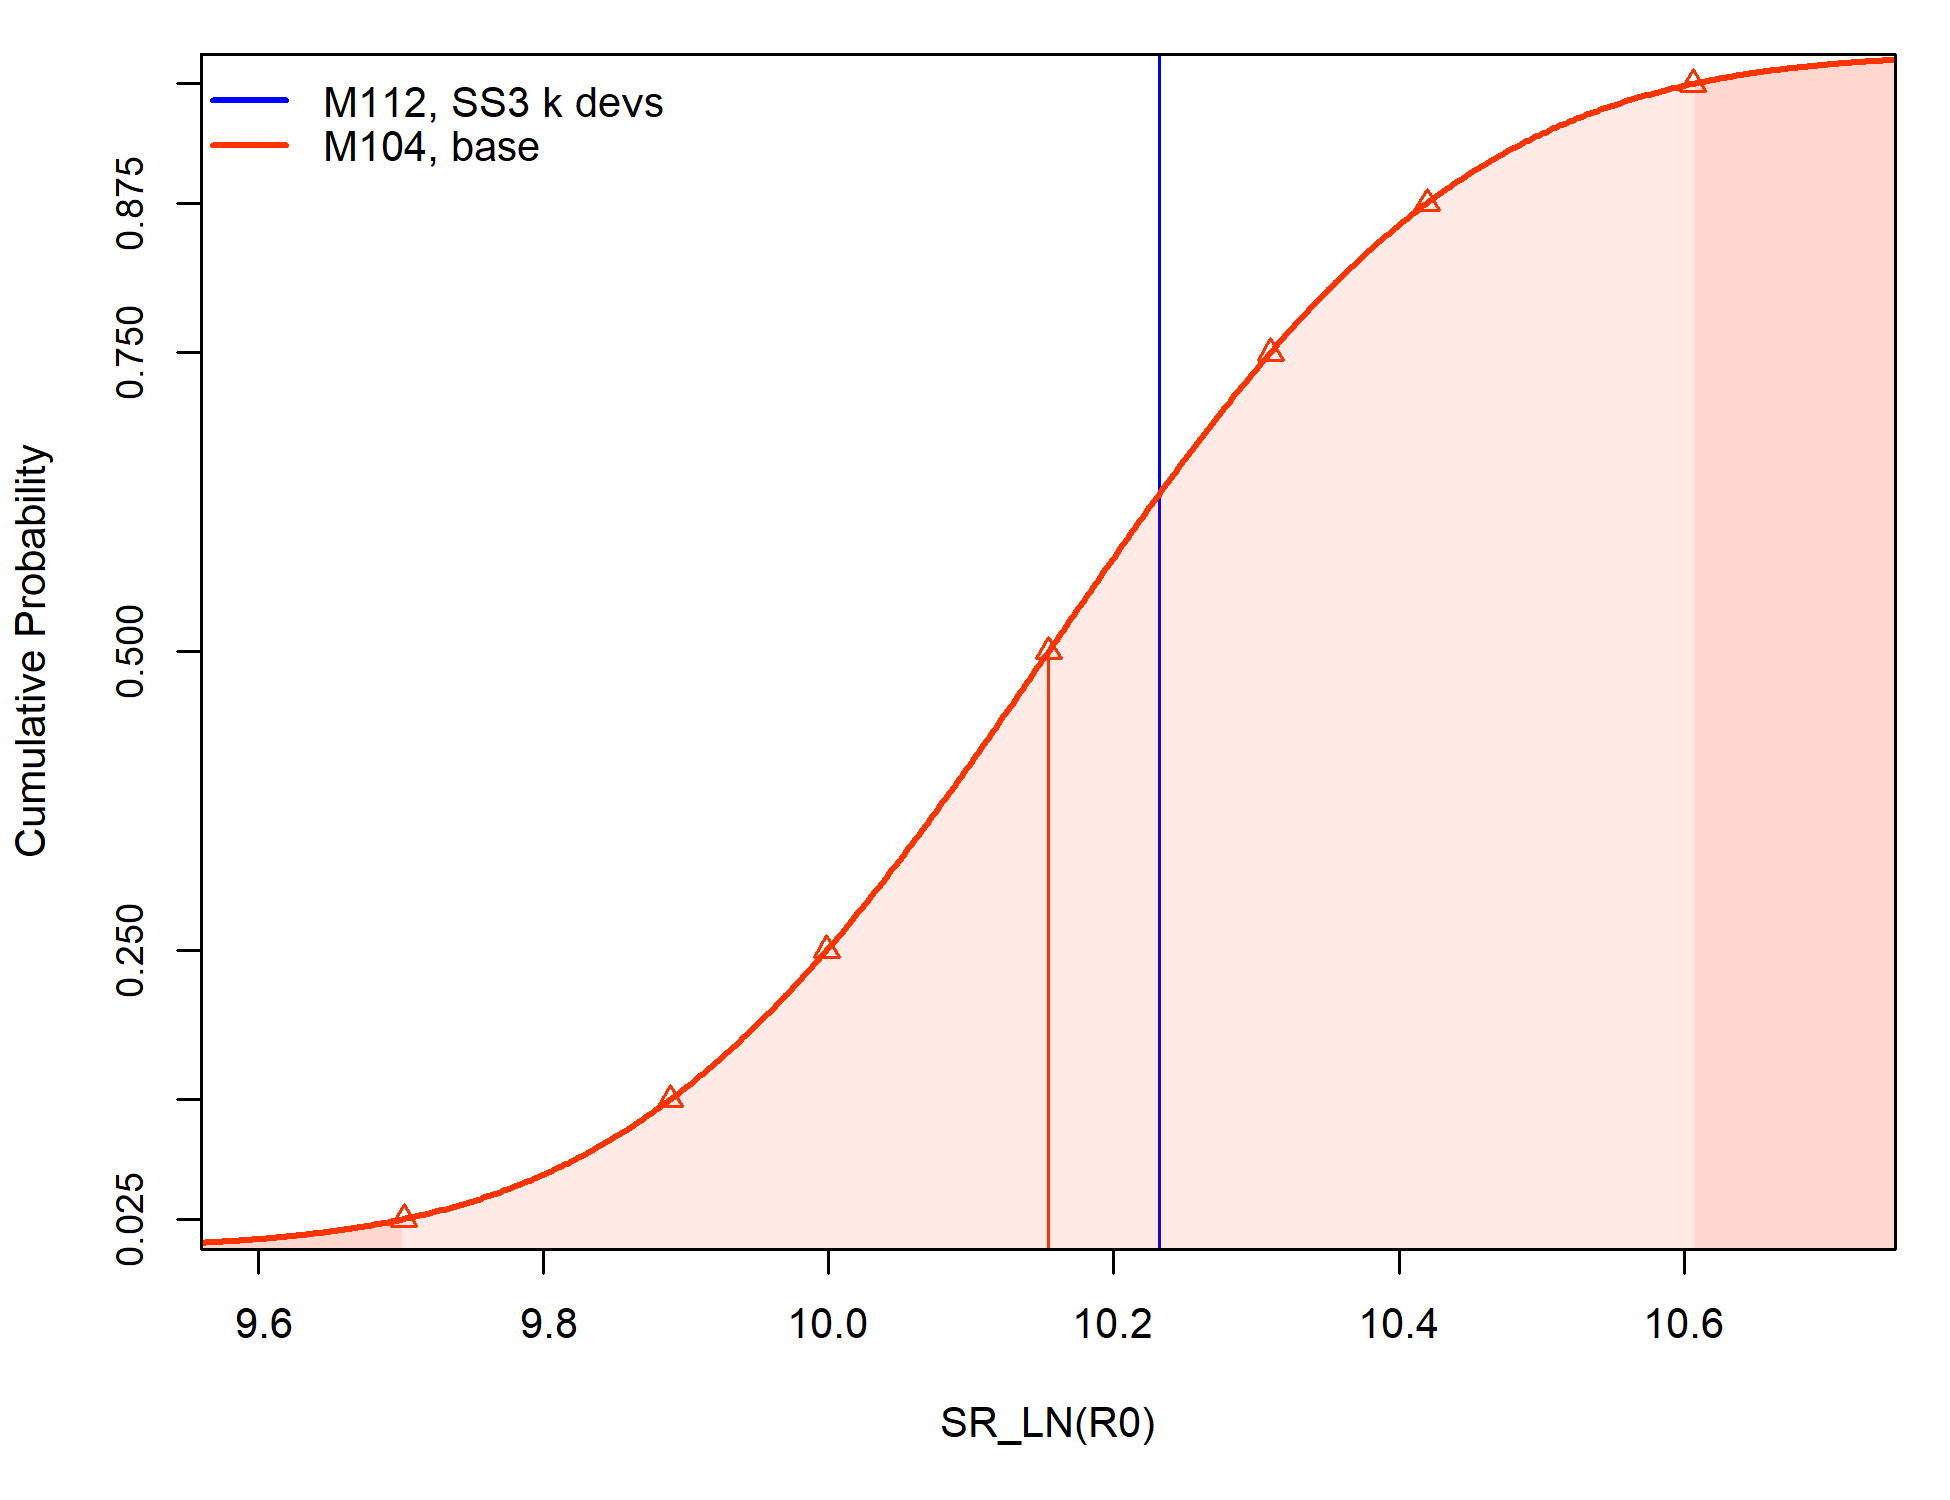 M112, SS3 k devs
M104, base
Cumulative Probability
0.875
0.750
0.500
0.250
0.025
9.6 9.8 10.0 10.2 10.4 10.6
SR_LN(R0)